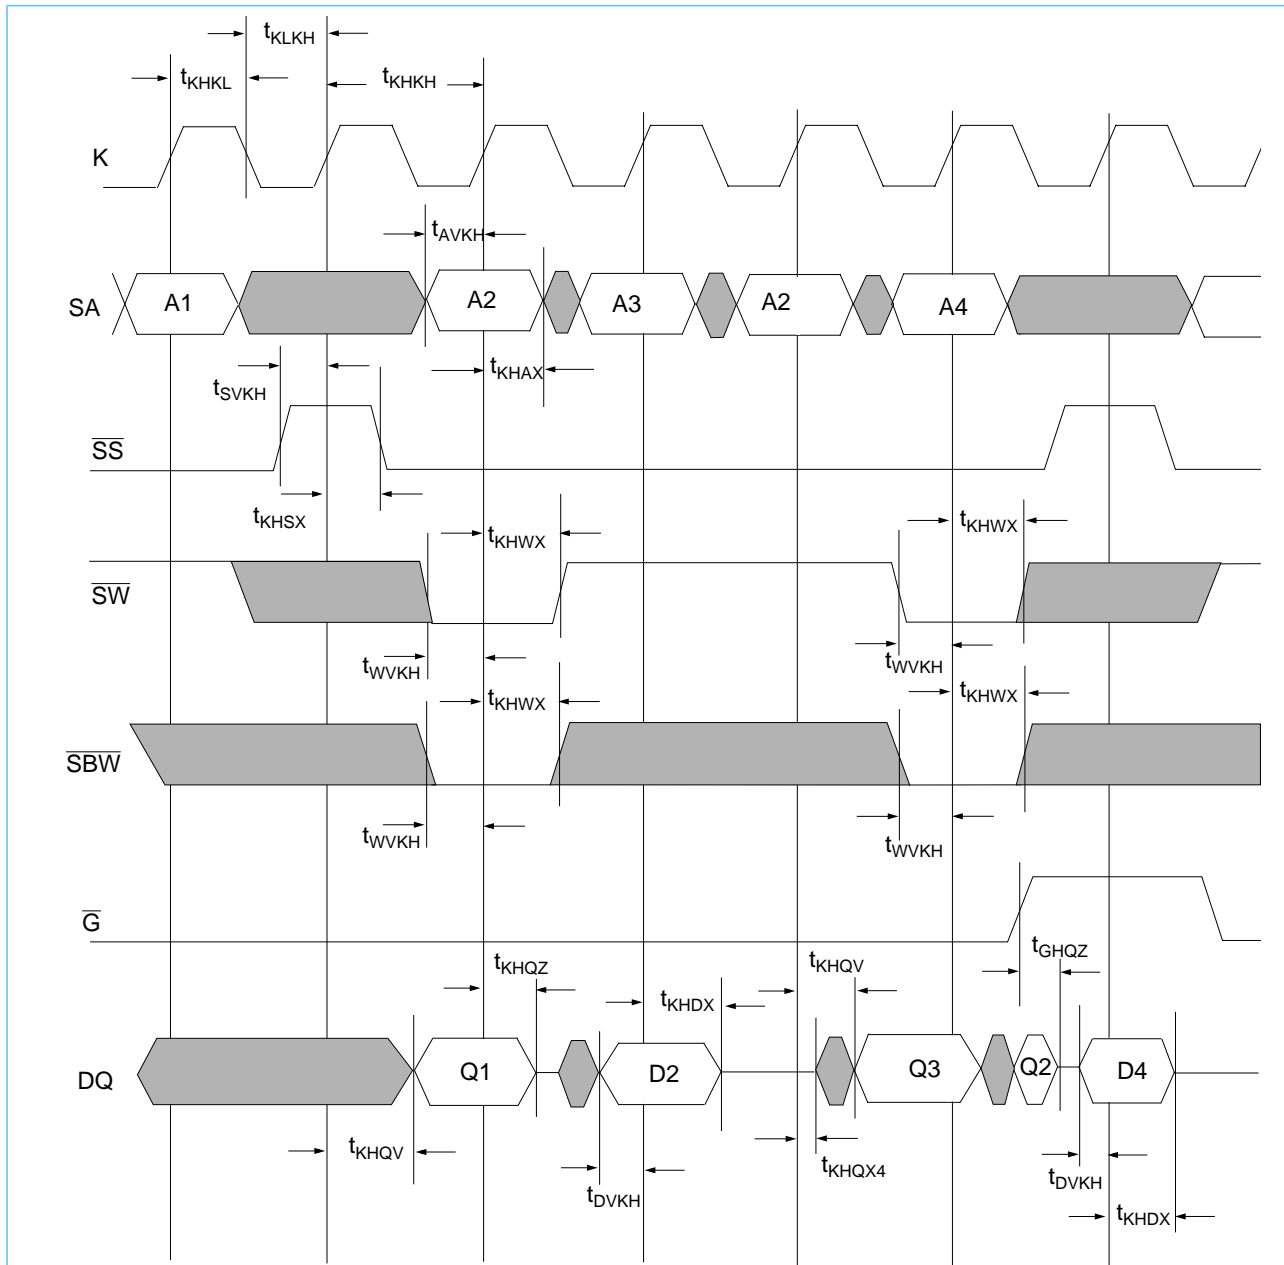 tKLKH
tKHKL tKHKH
K
tAVKH
SA A1 A2 A3 A2 A4
tSVKH tKHAX
SS
tKHSX tKHWX tKHWX
SW
tWVKH tWVKH
tKHWX tKHWX
SBW
tWVKH tWVKH
G
tKHQZ tKHQV tGHQZ
tKHDX
DQ Q1 D2 Q3 Q2 D4
tKHQV tKHQX4 tDVKH
tDVKH tKHDX